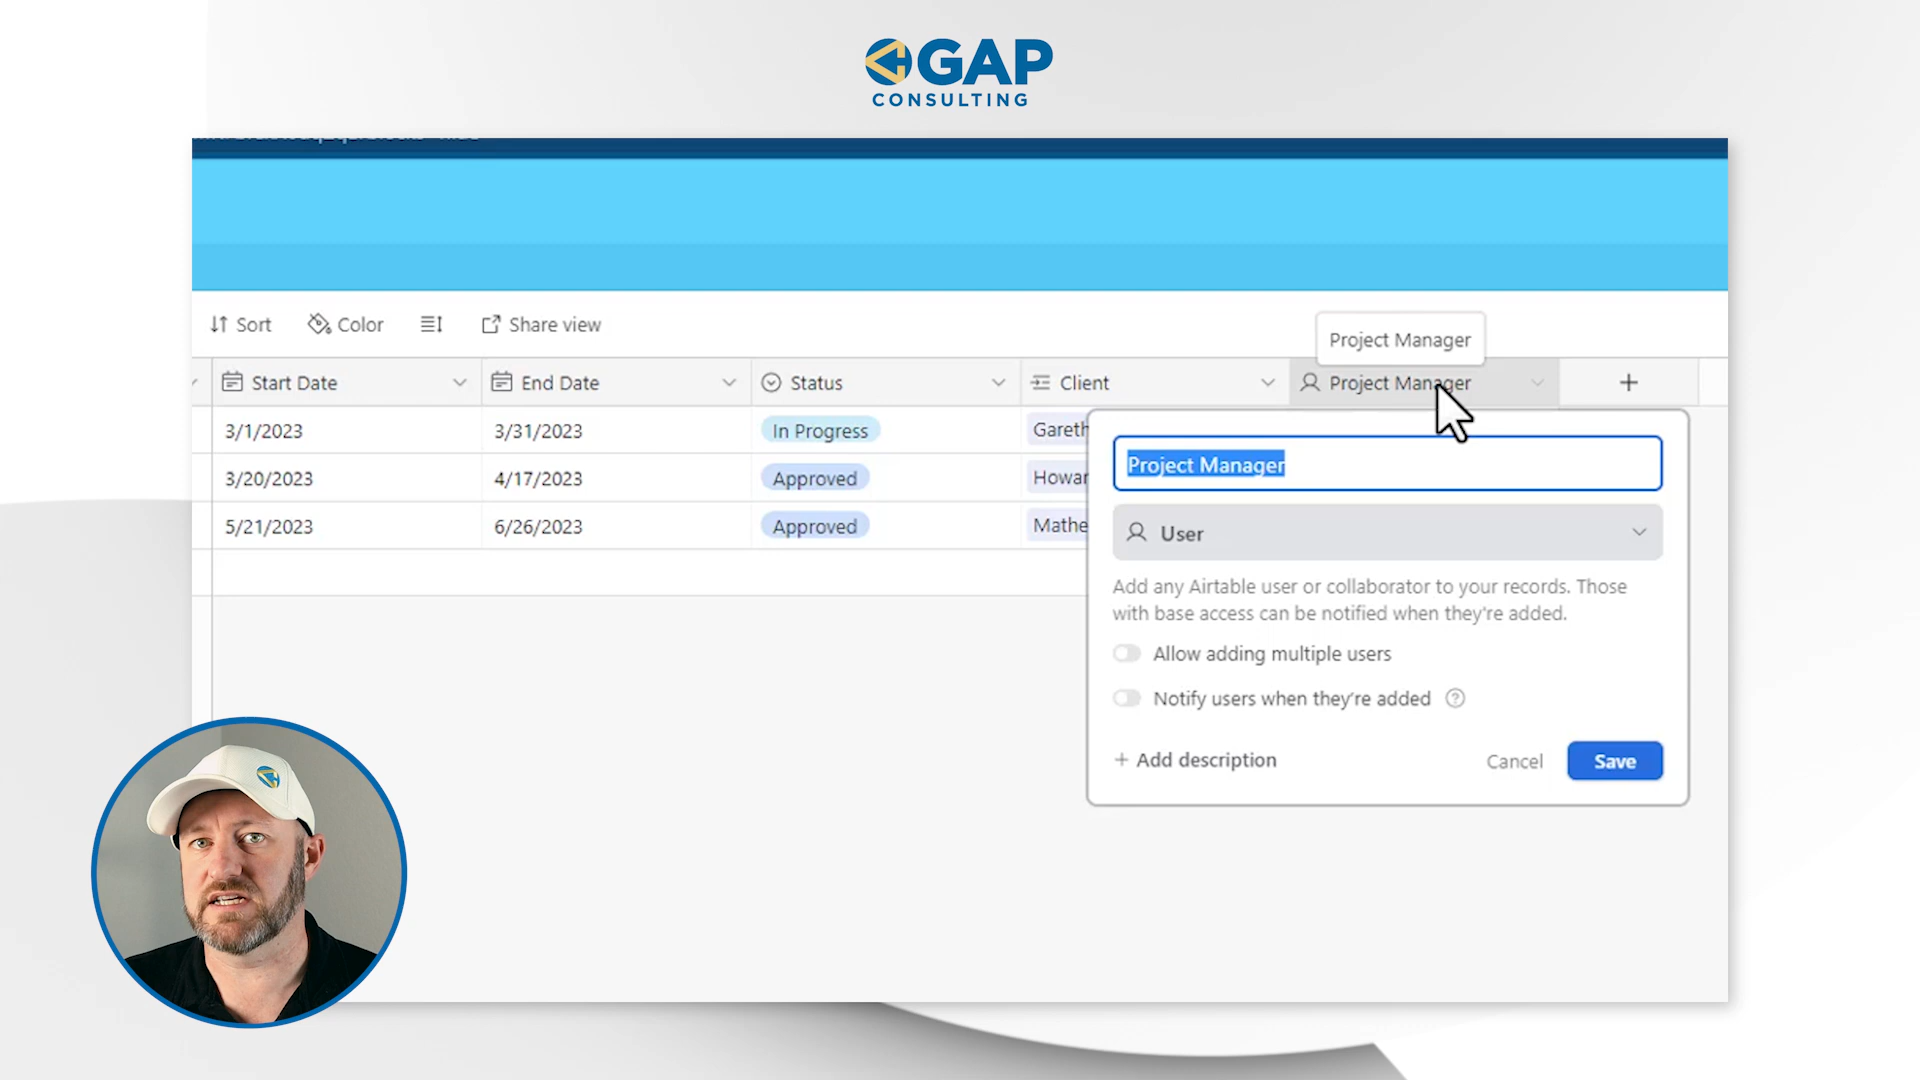 GAP
CONSULTING
Sort Color Share view
Project Manager
Start Date End Date Status Client Project Manager
3/1/2023 3/31/2023 In Progress Gareth
3/20/2023 4/17/2023 Approved Howar
5/21/2023 6/26/2023 Approved Mathe
Project Manager
User
Add any Airtable user or collaborator to your records. Those
with base access can be notified when they're added.
Allow adding multiple users
Notify users when they're added ?
+ Add description Cancel Save